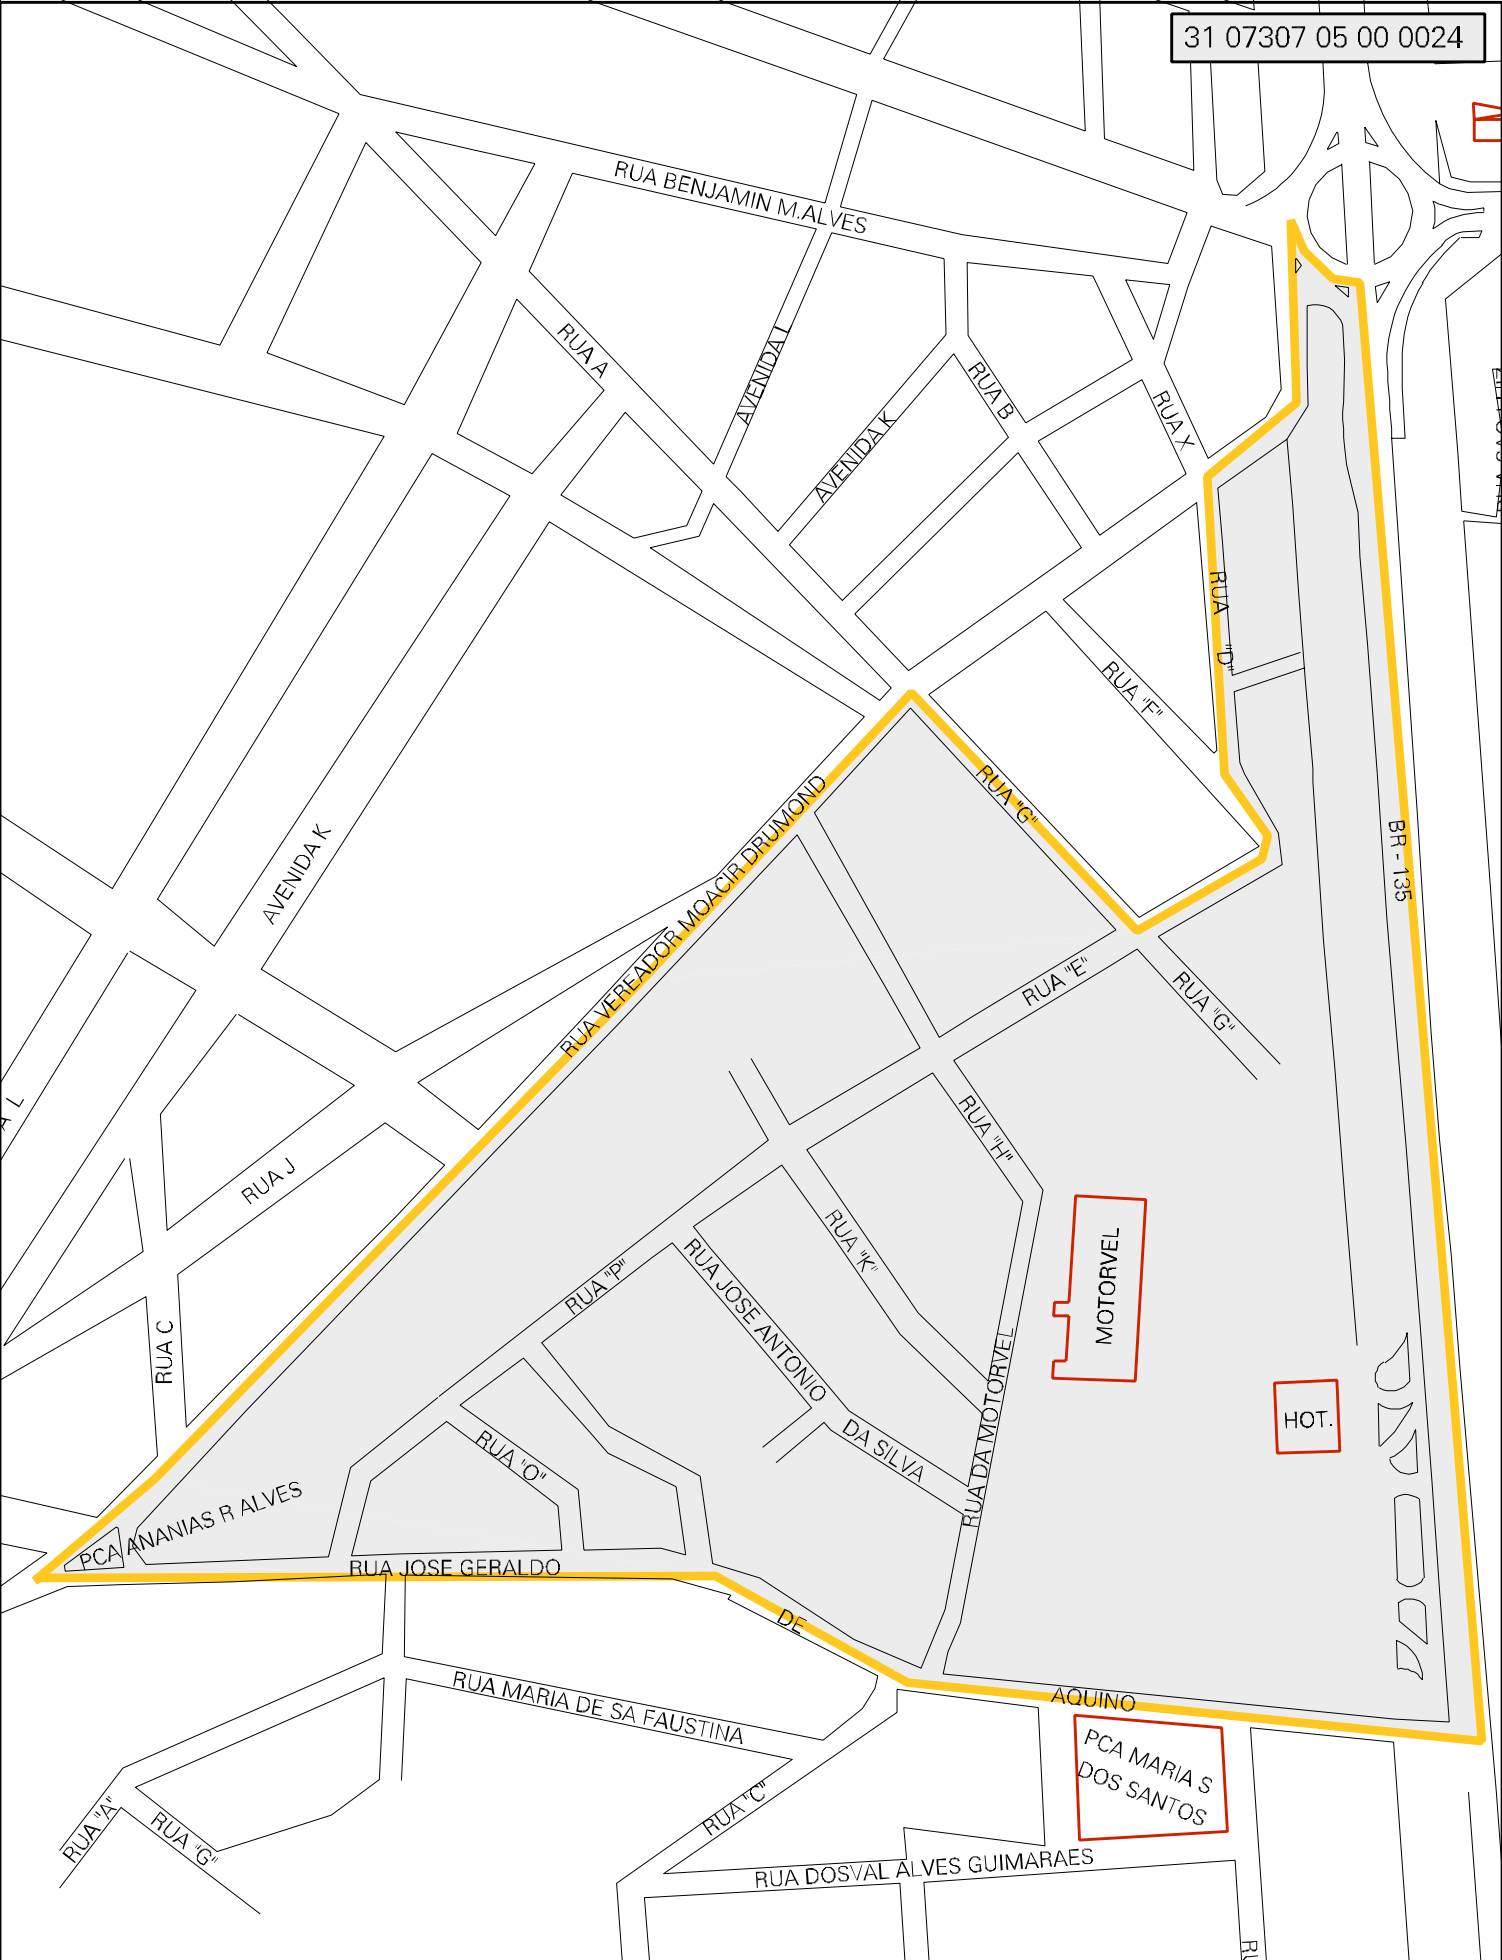 31 07307 05 00 0024
RUA BENJAMIN M.ALVES
RUA A
AVENIDA L
RUA B
AVENIDA K
RUA X
RUA "D"
RUA "F"
RUA "G"
RUA VEREADOR MOACIR DRUMOND
AVENIDA K
BR - 135
RUA "E"
RUA "G"
A L
RUA "H"
RUA J
RUA "K"
RUA "P"
RUA JOSE ANTONIO
DA SILVA
MOTORVEL
RUA C
RUA DA MOTORVEL
HOT.
RUA "O"
PCA ANANIAS R ALVES
RUA JOSE GERALDO
DE
AQUINO
RUA MARIA DE SA FAUSTINA
PCA MARIA S
DOS SANTOS
RUA "C"
RUA "A"
RUA "G"
RUA DOSVAL ALVES GUIMARAES